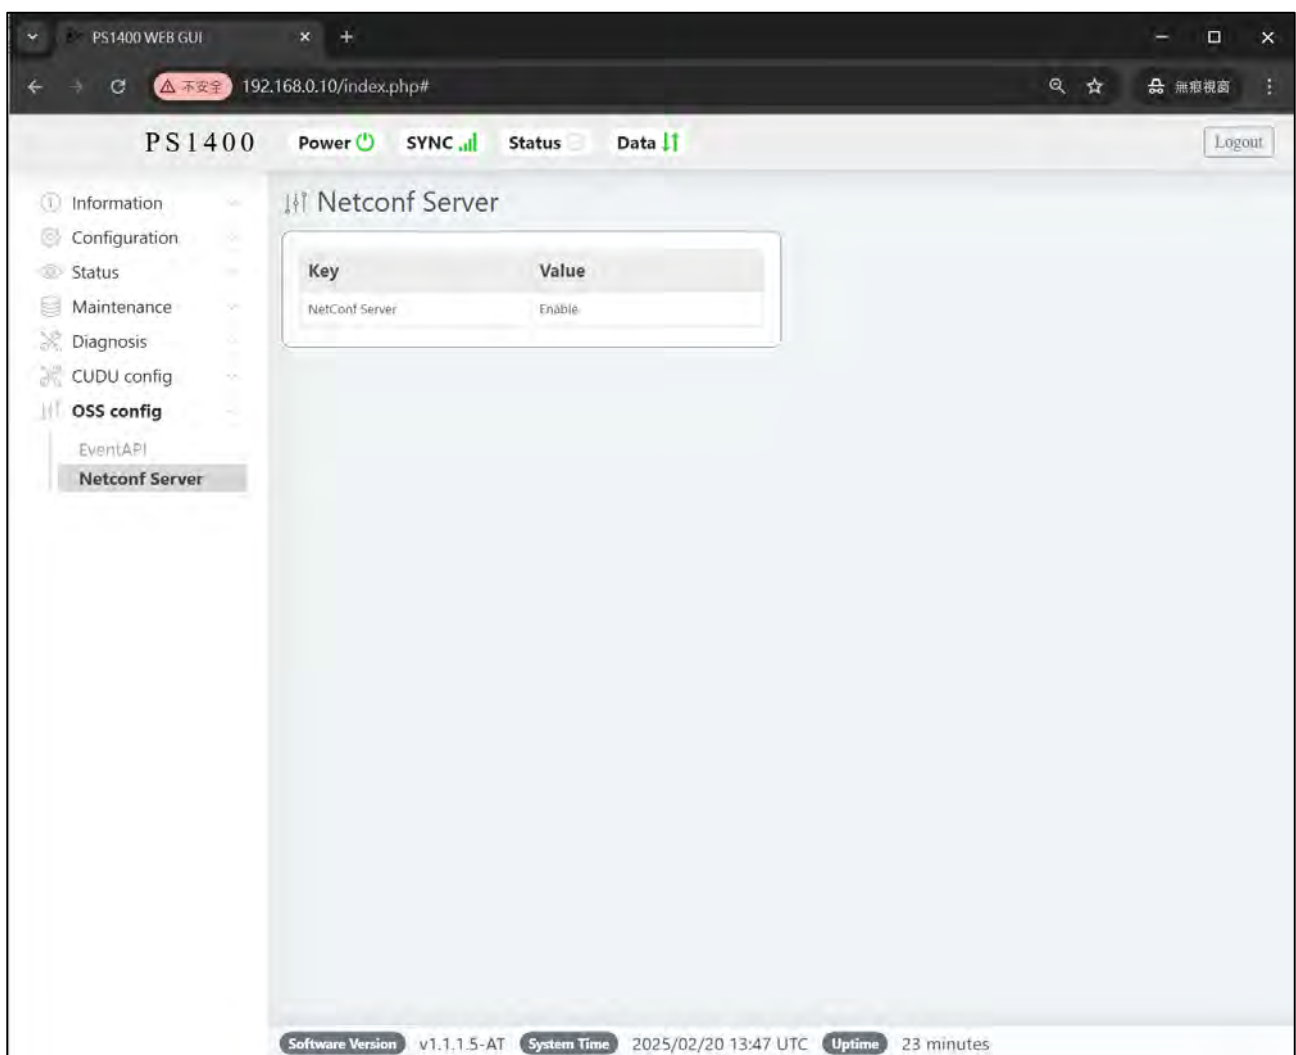 PS1400 WEB GUI
不安全 192.168.0.10/index.php# 無痕視窗
PS1400 Power SYNC Status Data Logout
Information
Configuration
Status
Maintenance
Diagnosis
CUDU config
OSS config
EventAPI
Netconf Server
Netconf Server
Key Value
NetConf Server Enable
Software Version v1.1.1.5-AT System Time 2025/02/20 13:47 UTC Uptime 23 minutes